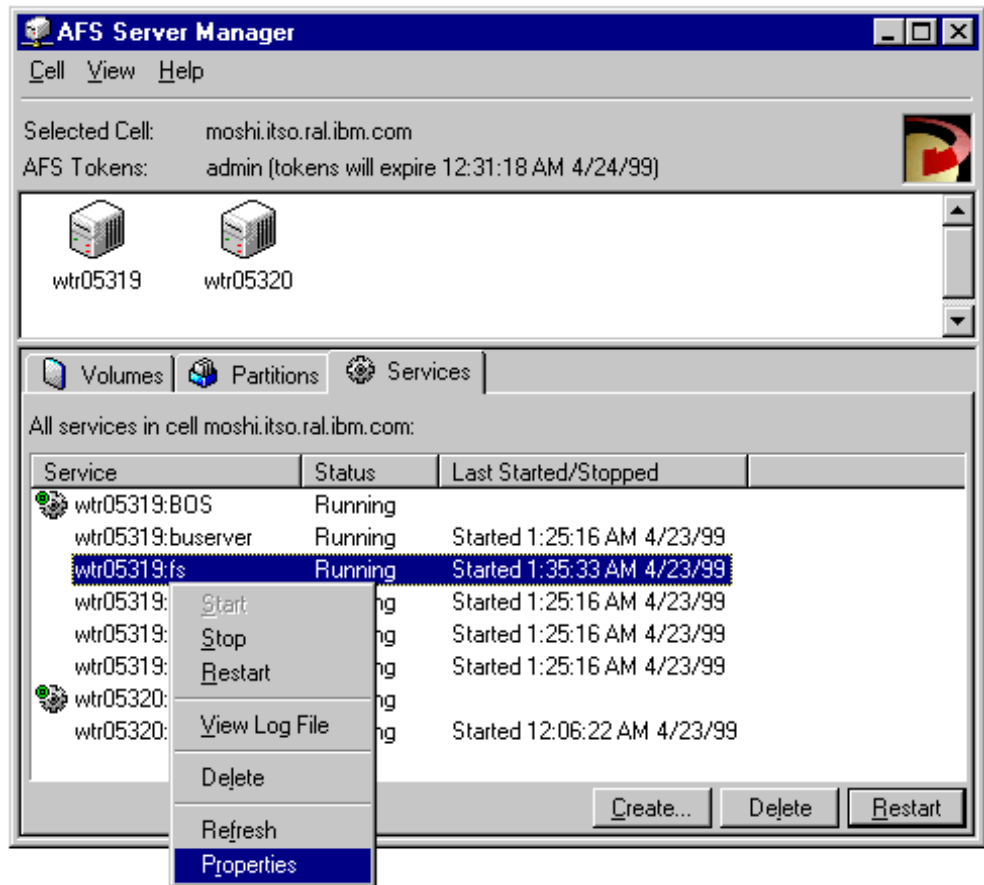 AFS Server Manager
Cell View Help
Selected Cell: moshi.itso.ral.ibm.com
AFS Tokens: admin (tokens will expire 12:31:18 AM 4/24/99)
wtr05319 wtr05320
Volumes Partitions Services
All services in cell moshi.itso.ral.ibm.com:
Service Status Last Started/Stopped
wtr05319:BOS Running
wtr05319:buserver Running Started 1:25:16 AM 4/23/99
wtr05319:fs Running Started 1:35:33 AM 4/23/99
wtr05319: ng Started 1:25:16 AM 4/23/99
wtr05319: ng Started 1:25:16 AM 4/23/99
wtr05319: ng Started 1:25:16 AM 4/23/99
wtr05320: ng
wtr05320: ng Started 12:06:22 AM 4/23/99
Start
Stop
Restart
View Log File
Delete
Refresh
Properties
Create... Delete Restart